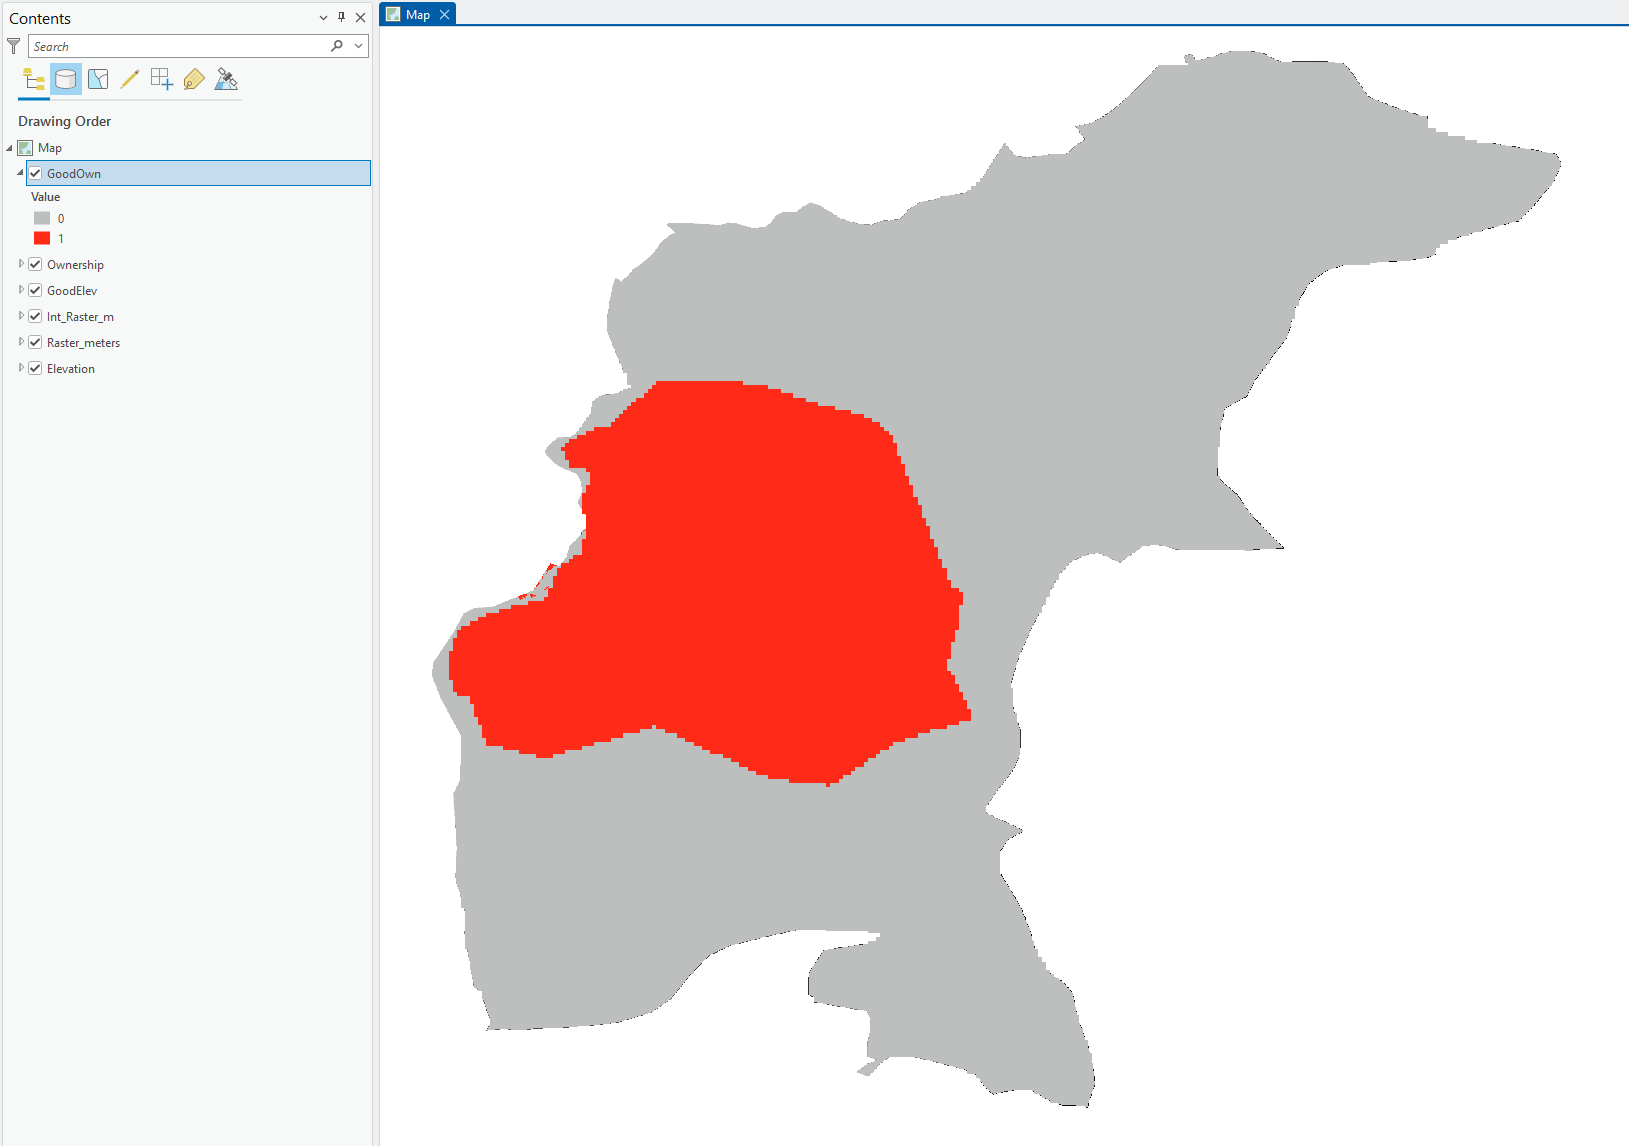 Contents
Map
Search
Drawing Order
Map
GoodOwn
Value
0
1
Ownership
GoodElev
Int_Raster_m
Raster_meters
Elevation